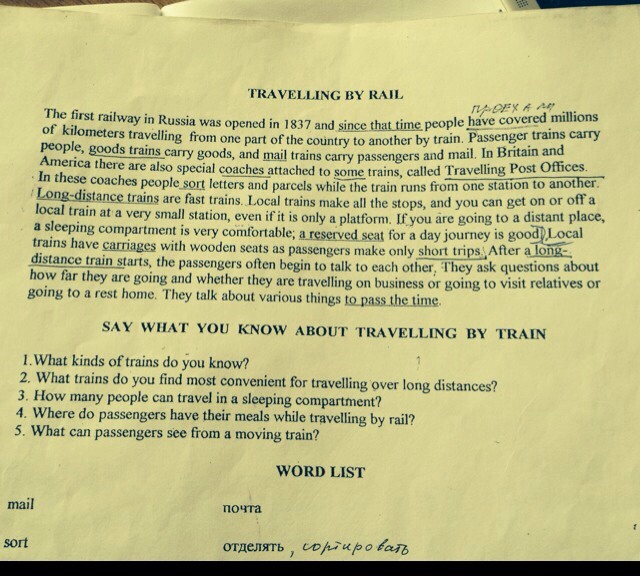 TRAVELLING BY RAIL
проехали
The first railway in Russia was opened in 1837 and since that time people have covered millions
of kilometers travelling from one part of the country to another by train. Passenger trains carry
people, goods trains carry goods, and mail trains carry passengers and mail. In Britain and
America there are also special coaches attached to some trains, called Travelling Post Offices.
In these coaches people sort letters and parcels while the train runs from one station to another.
Long-distance trains are fast trains. Local trains make all the stops, and you can get on or off a
local train at a very small station, even if it is only a platform. If you are going to a distant place,
a sleeping compartment is very comfortable; a reserved seat for a day journey is good. Local
trains have carriages with wooden seats as passengers make only short trips. After a long-
distance train starts, the passengers often begin to talk to each other. They ask questions about
how far they are going and whether they are travelling on business or going to visit relatives or
going to a rest home. They talk about various things to pass the time.
SAY WHAT YOU KNOW ABOUT TRAVELLING BY TRAIN
1.What kinds of trains do you know?
2. What trains do you find most convenient for travelling over long distances?
3. How many people can travel in a sleeping compartment?
4. Where do passengers have their meals while travelling by rail?
5. What can passengers see from a moving train?
WORD LIST
mail почта
sort отделять, сортировать